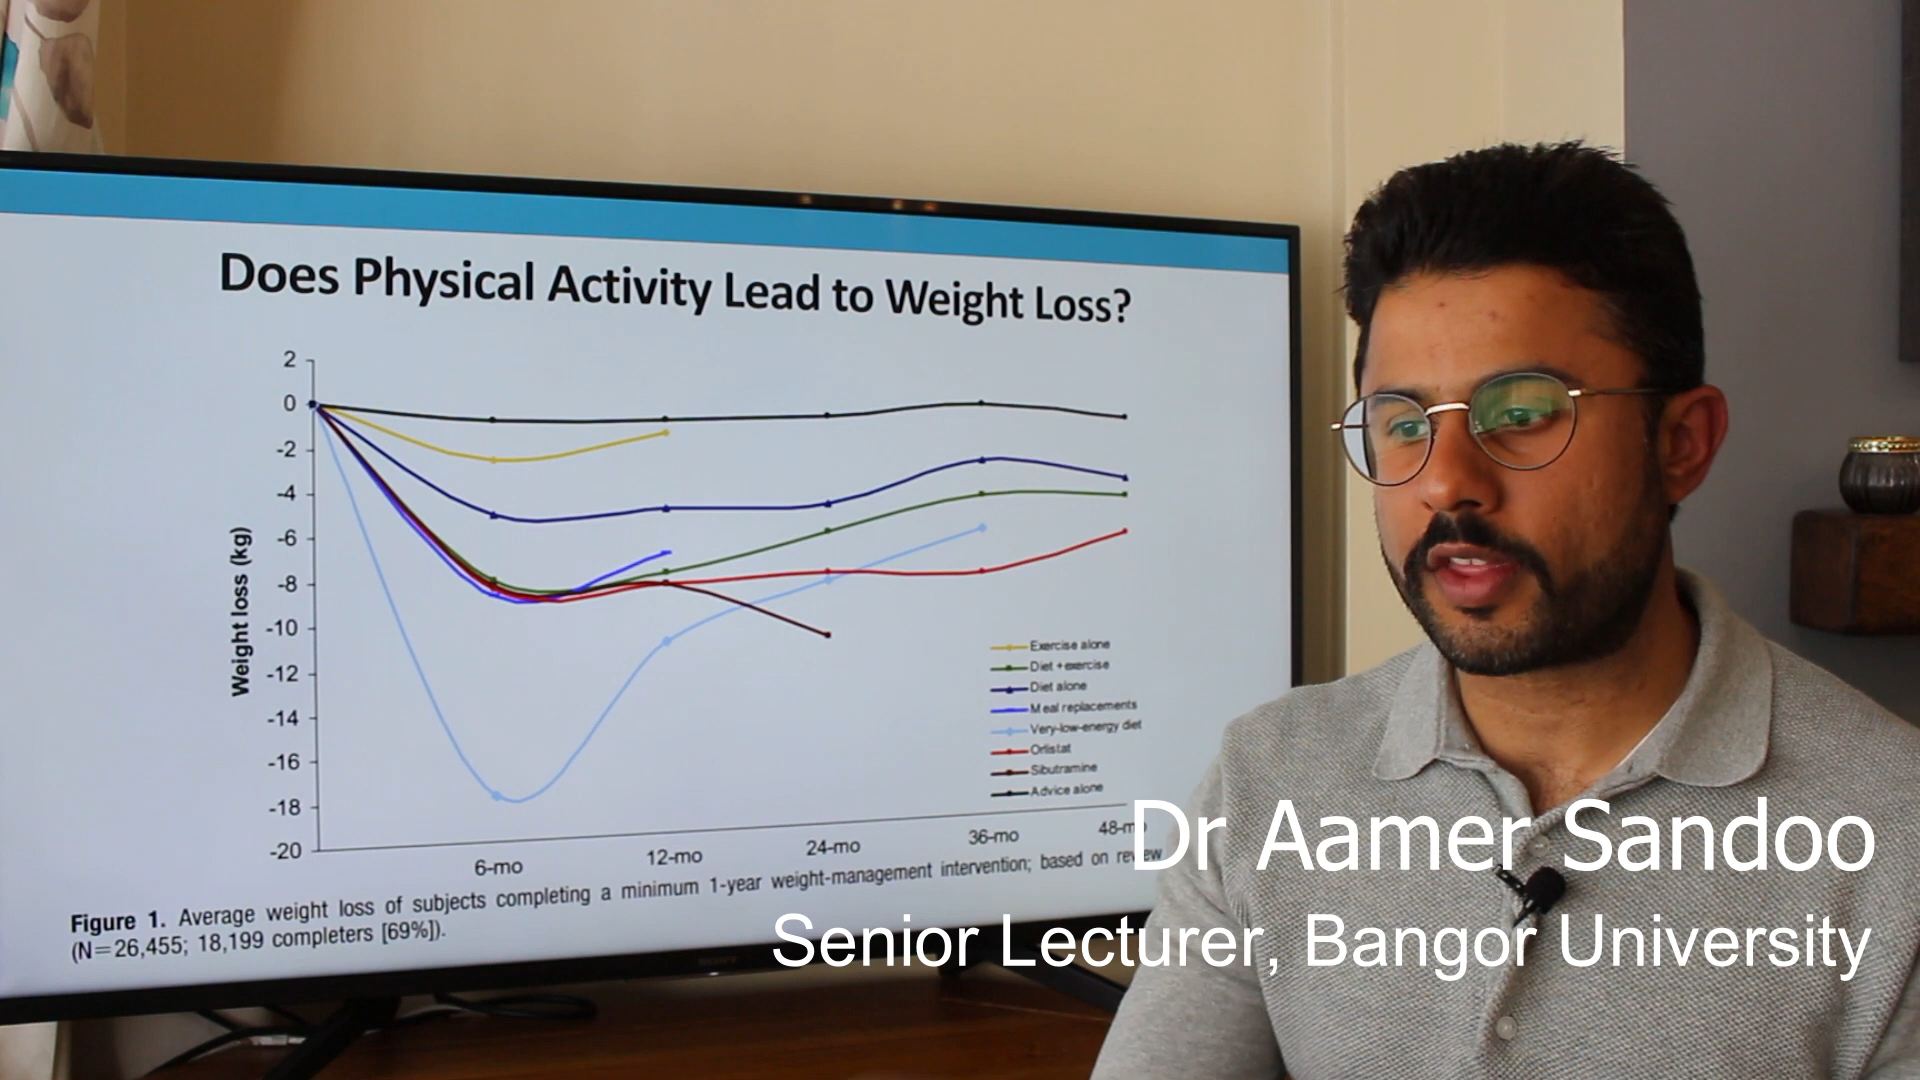 Does Physical Activity Lead to Weight Loss?
2
0
-2
-4
-6
-8
-10
-12
-14
-16
-18
-20
Weight loss (kg)
6-mo
12-mo
24-mo
36-mo
48-m
Exercise alone
Diet + exercise
Diet alone
Meal replacements
Very-low-energy diet
Orlistat
Sibutramine
Advice alone
Figure 1. Average weight loss of subjects completing a minimum 1-year weight-management intervention; based on review
(N=26,455; 18,199 completers [69%]).
Dr Aamer Sandoo
Senior Lecturer, Bangor University
SONY